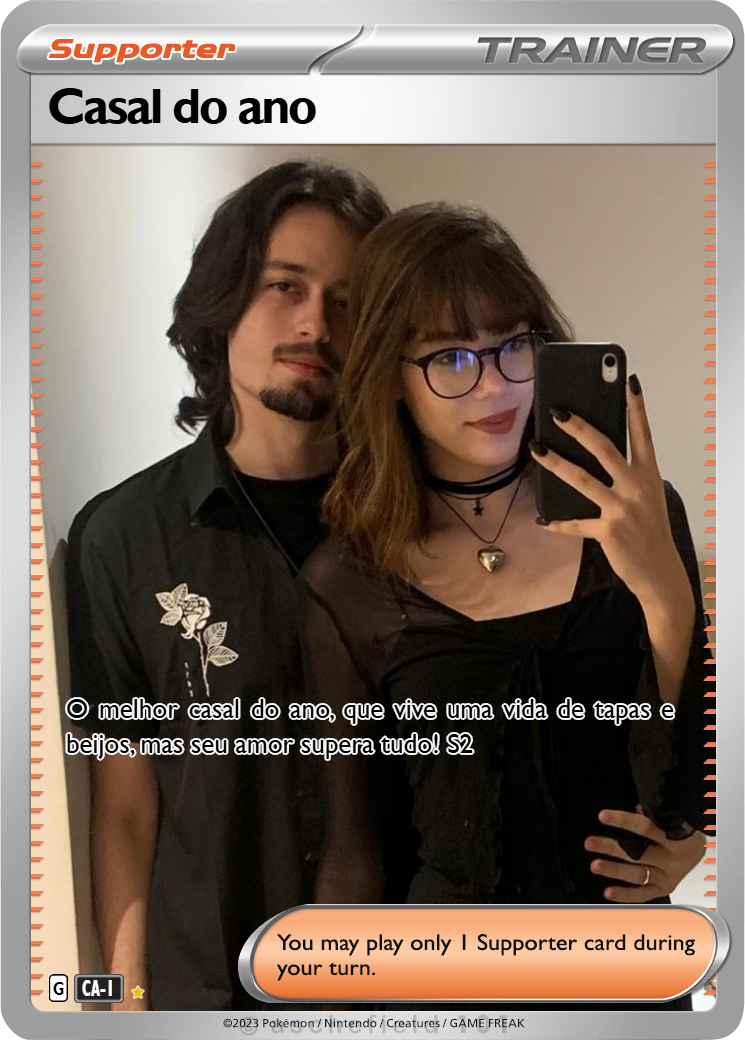 Supporter
TRAINER
Casal do ano
O melhor casal do ano, que vive uma vida de tapas e
beijos, mas seu amor supera tudo! S2
You may play only 1 Supporter card during
your turn.
G
CA-I
©2023 Pokémon / Nintendo / Creatures / GAME FREAK